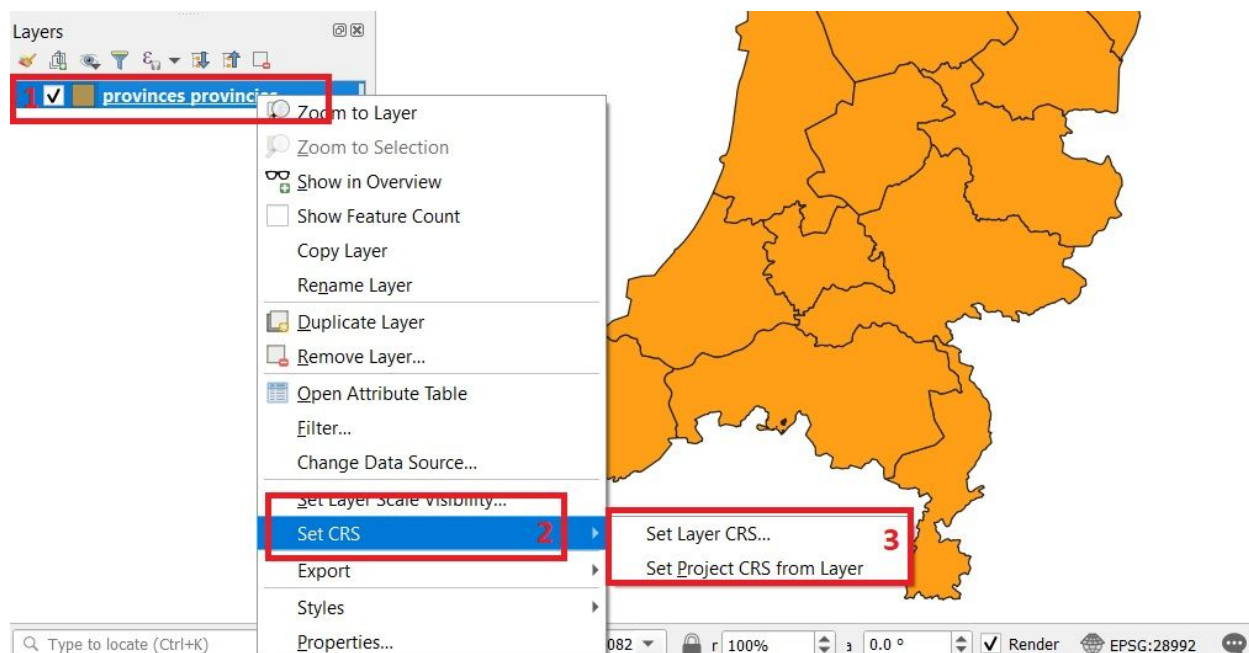 Layers
1 provinces provincies
Zoom to Layer
Zoom to Selection
Show in Overview
Show Feature Count
Copy Layer
Rename Layer
Duplicate Layer
Remove Layer...
Open Attribute Table
Filter...
Change Data Source...
Set Layer Scale Visibility...
Set CRS 2
Set Layer CRS... 3
Set Project CRS from Layer
Export
Styles
Properties...
Type to locate (Ctrl+K) 082 r 100% a 0.0 ° Render EPSG:28992